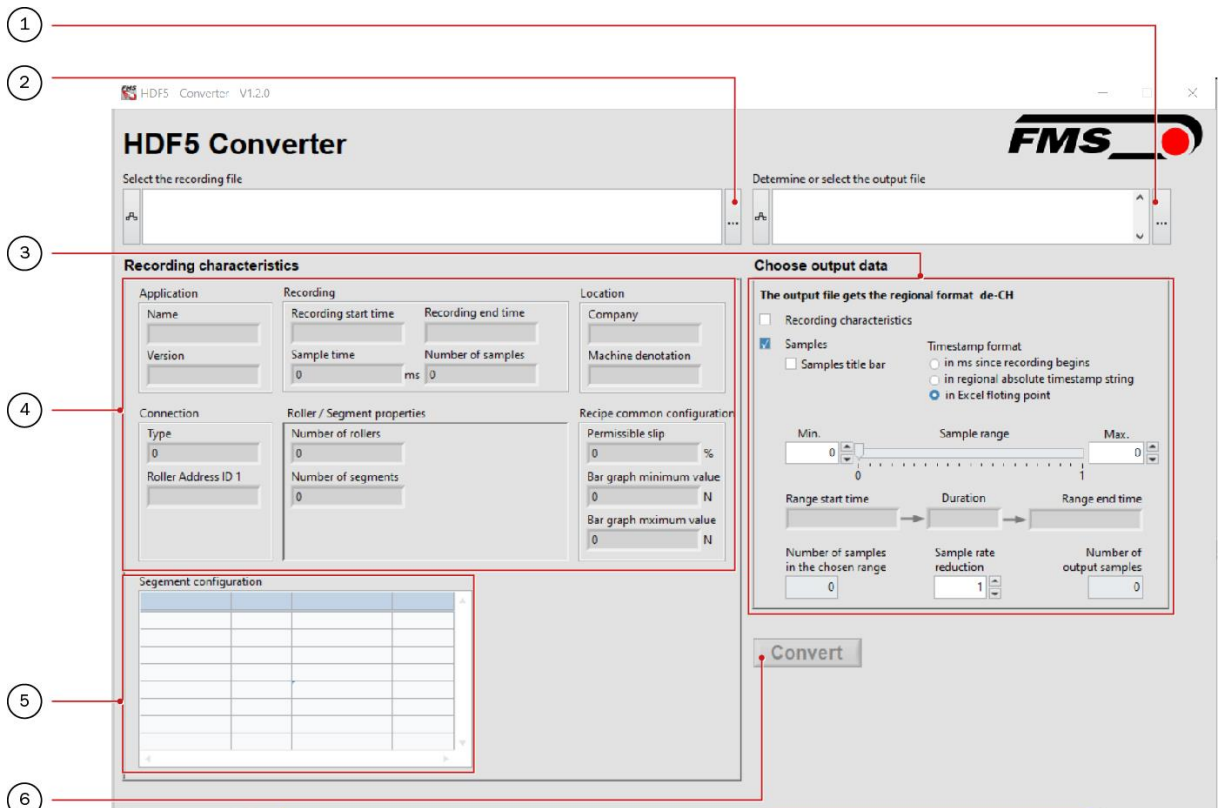 1
2
HDF5 Converter V1.2.0
HDF5 Converter
FMS
Select the recording file
Determine or select the output file
...
...
3
Recording characteristics
Choose output data
Application
Recording
Location
Name
Recording start time
Recording end time
Company
Version
Sample time
Number of samples
Machine denotation
0
ms
0
4
Connection
Roller / Segment properties
Recipe common configuration
Type
Number of rollers
Permissible slip
0
0
0
%
Roller Address ID 1
Number of segments
Bar graph minimum value
0
0
N
Bar graph mximum value
0
N
The output file gets the regional format de-CH
Recording characteristics
Samples
Timestamp format
Samples title bar
in ms since recording begins
in regional absolute timestamp string
in Excel floting point
Min.
Sample range
Max.
0
0
0
1
Range start time
Duration
Range end time
Number of samples
in the chosen range
Sample rate
reduction
Number of
output samples
0
1
0
Segement configuration
5
Convert
6